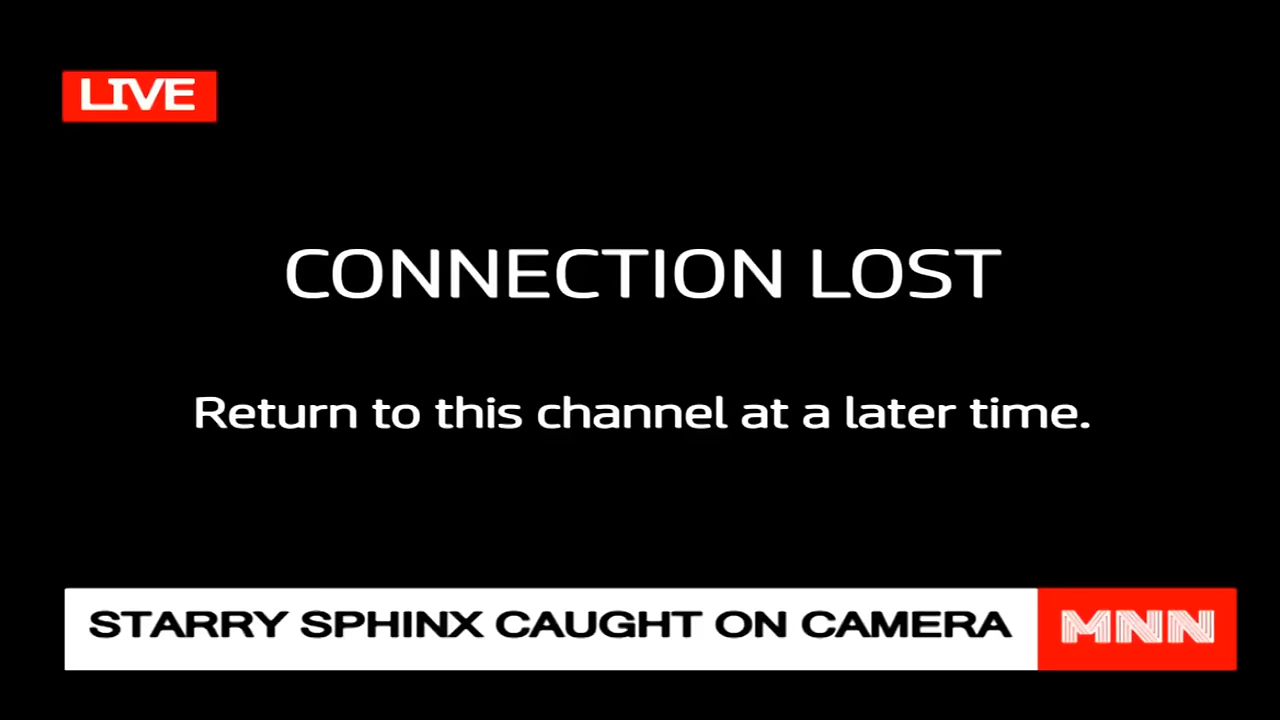 LIVE
CONNECTION LOST
Return to this channel at a later time.
STARRY SPHINX CAUGHT ON CAMERA
MNN